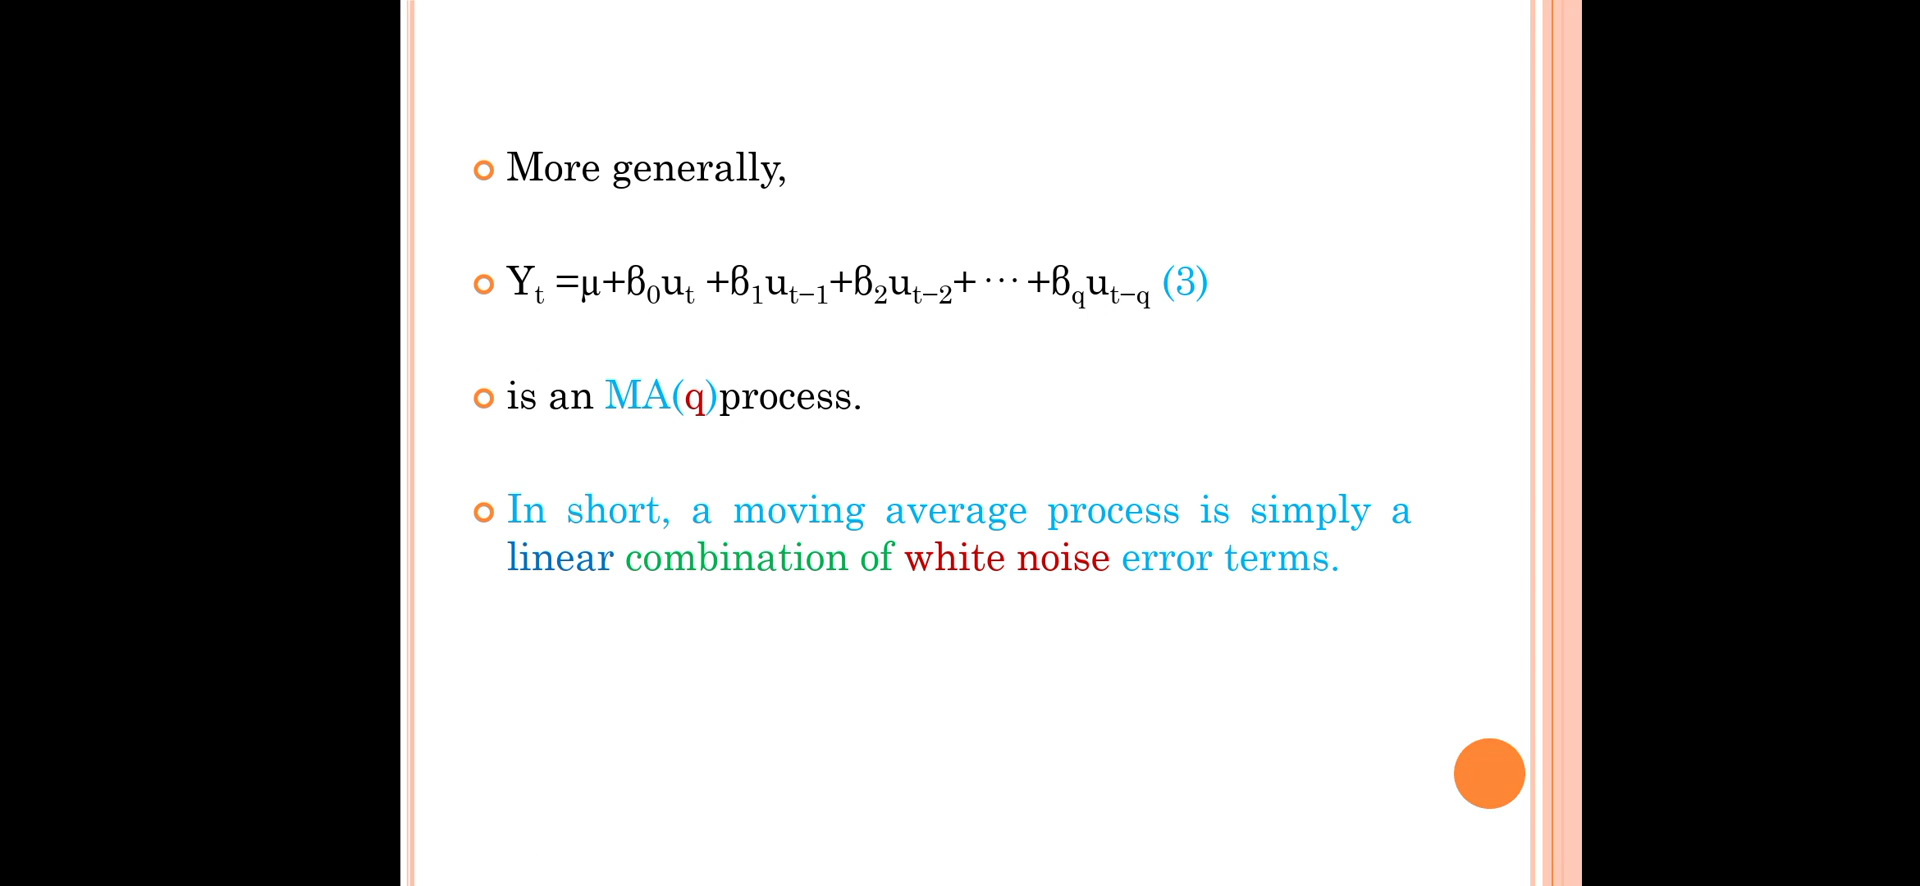 More generally,
Yₜ =µ+β₀uₜ +β₁uₜ₋₁+β₂uₜ₋₂+ ··· +β_qu_t−q (3)
is an MA(q)process.
In short, a moving average process is simply a
linear combination of white noise error terms.